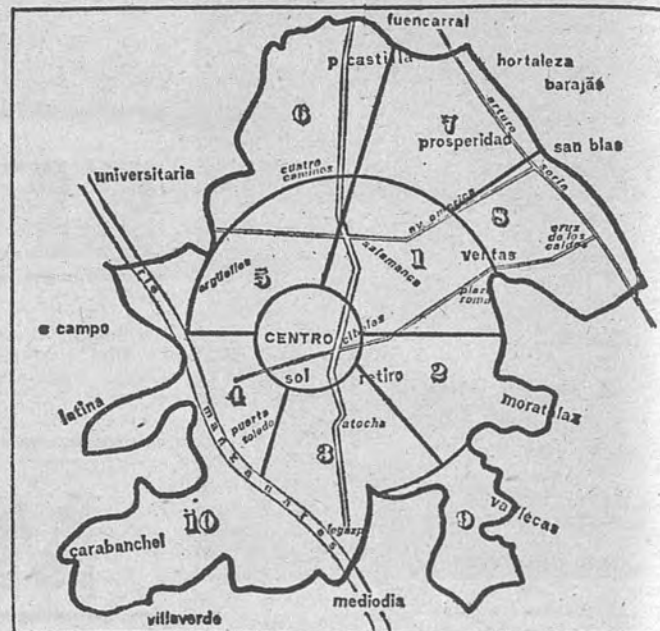 fuencarral
p. castilla
hortaleza
barajas
6
7
arturo
soria
prosperidad
san blas
cuatro
caminos
universitaria
av. america
8
cruz
de los
caidos
salamanca
1
ventas
argüelles
5
plaza
roma
rio
manzanares
CENTRO
cibeles
c campo
sol
retiro
2
4
latina
puerta
toledo
atocha
moratalaz
3
10
9
vallecas
legazpi
carabanchel
mediodia
villaverde